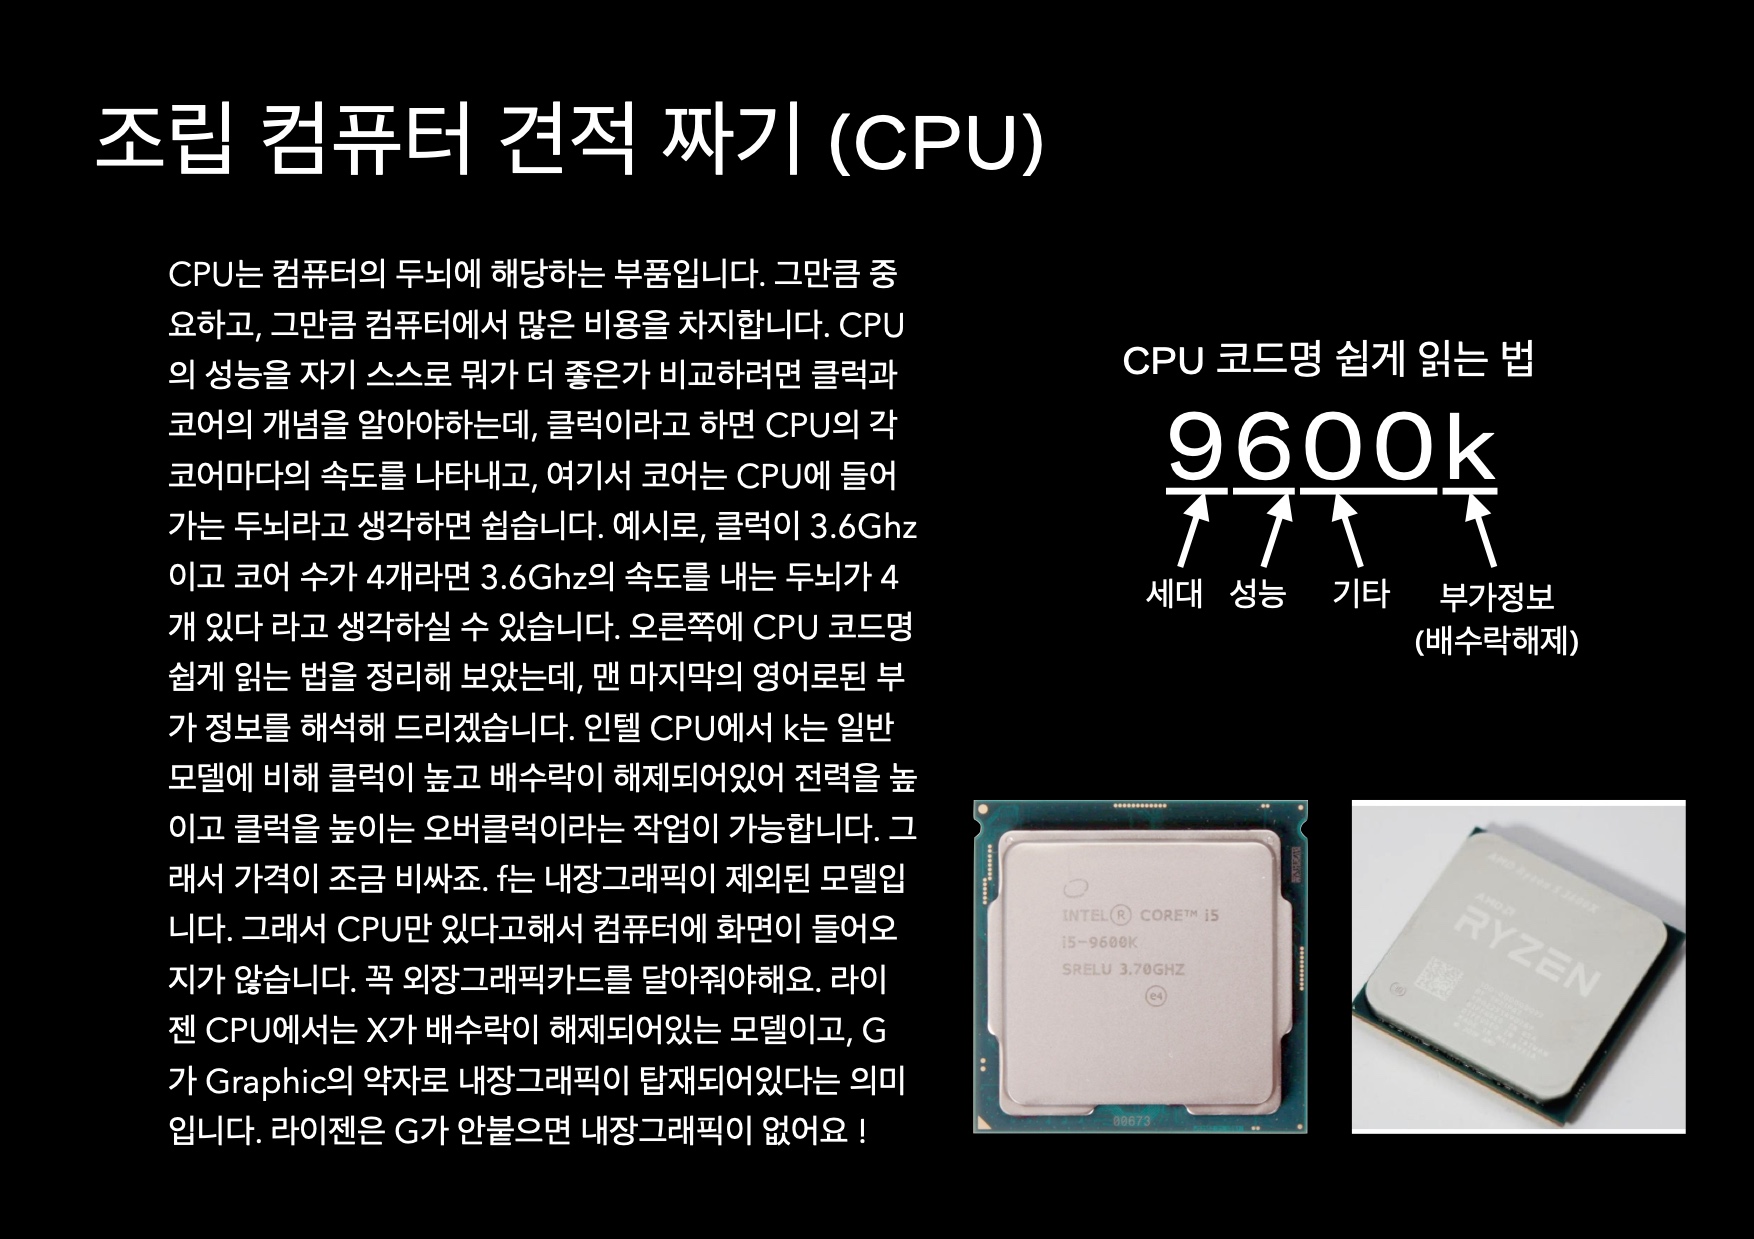 조립 컴퓨터 견적 짜기 (CPU)
CPU는 컴퓨터의 두뇌에 해당하는 부품입니다. 그만큼 중
요하고, 그만큼 컴퓨터에서 많은 비용을 차지합니다. CPU
의 성능을 자기 스스로 뭐가 더 좋은가 비교하려면 클럭과
코어의 개념을 알아야하는데, 클럭이라고 하면 CPU의 각
코어마다의 속도를 나타내고, 여기서 코어는 CPU에 들어
가는 두뇌라고 생각하면 쉽습니다. 예시로, 클럭이 3.6Ghz
이고 코어 수가 4개라면 3.6Ghz의 속도를 내는 두뇌가 4
개 있다 라고 생각하실 수 있습니다. 오른쪽에 CPU 코드명
쉽게 읽는 법을 정리해 보았는데, 맨 마지막의 영어로된 부
가 정보를 해석해 드리겠습니다. 인텔 CPU에서 k는 일반
모델에 비해 클럭이 높고 배수락이 해제되어있어 전력을 높
이고 클럭을 높이는 오버클럭이라는 작업이 가능합니다. 그
래서 가격이 조금 비싸죠. f는 내장그래픽이 제외된 모델입
니다. 그래서 CPU만 있다고해서 컴퓨터에 화면이 들어오
지가 않습니다. 꼭 외장그래픽카드를 달아줘야해요. 라이
젠 CPU에서는 X가 배수락이 해제되어있는 모델이고, G
가 Graphic의 약자로 내장그래픽이 탑재되어있다는 의미
입니다. 라이젠은 G가 안붙으면 내장그래픽이 없어요 !
CPU 코드명 쉽게 읽는 법
9600k
세대 성능 기타 부가정보
(배수락해제)
INTEL® CORE™ i5
i5-9600K
SRELU 3.70GHZ
e4
08673
AMD Ryzen 5 3600X
AMD
RYZEN